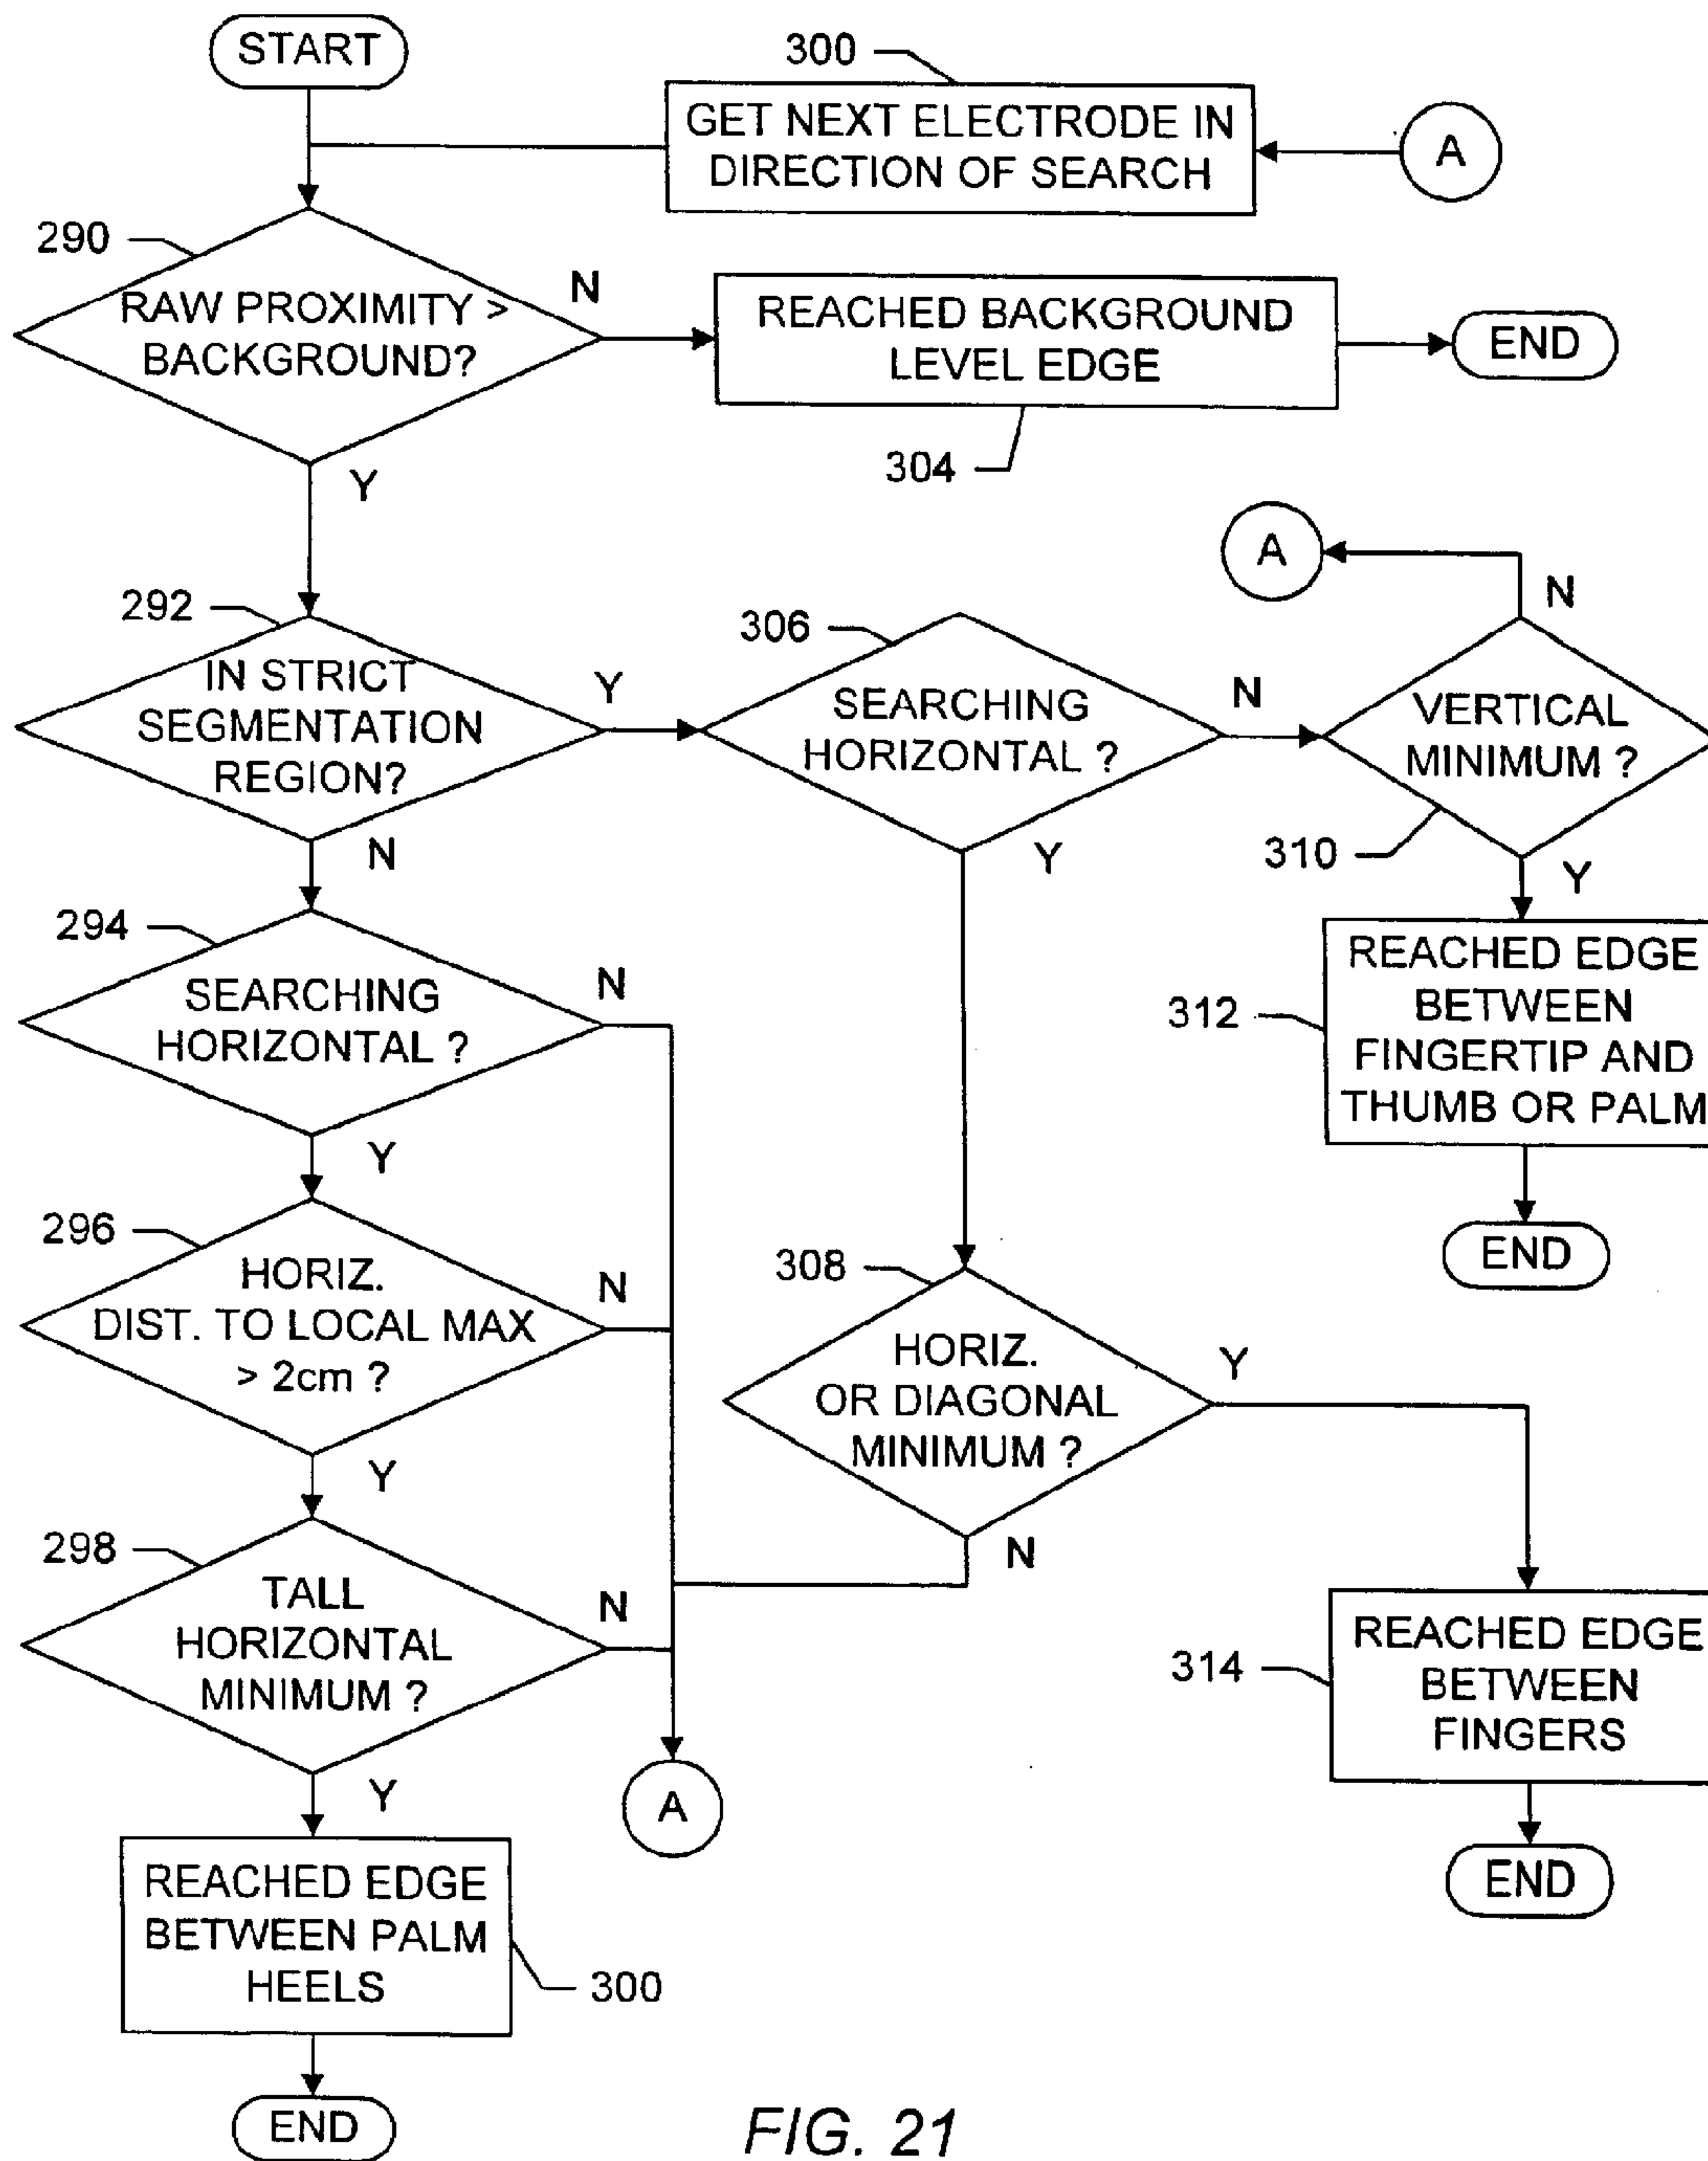 START
300
GET NEXT ELECTRODE IN
DIRECTION OF SEARCH
A
290
RAW PROXIMITY >
BACKGROUND?
N
Y
REACHED BACKGROUND
LEVEL EDGE
304
END
292
IN STRICT
SEGMENTATION
REGION?
Y
N
306
SEARCHING
HORIZONTAL ?
N
Y
A
N
VERTICAL
MINIMUM ?
310
Y
312
REACHED EDGE
BETWEEN
FINGERTIP AND
THUMB OR PALM
END
294
SEARCHING
HORIZONTAL ?
N
Y
296
HORIZ.
DIST. TO LOCAL MAX
> 2cm ?
N
Y
308
HORIZ.
OR DIAGONAL
MINIMUM ?
Y
N
298
TALL
HORIZONTAL
MINIMUM ?
N
Y
A
314
REACHED EDGE
BETWEEN
FINGERS
END
REACHED EDGE
BETWEEN PALM
HEELS
300
END
FIG. 21